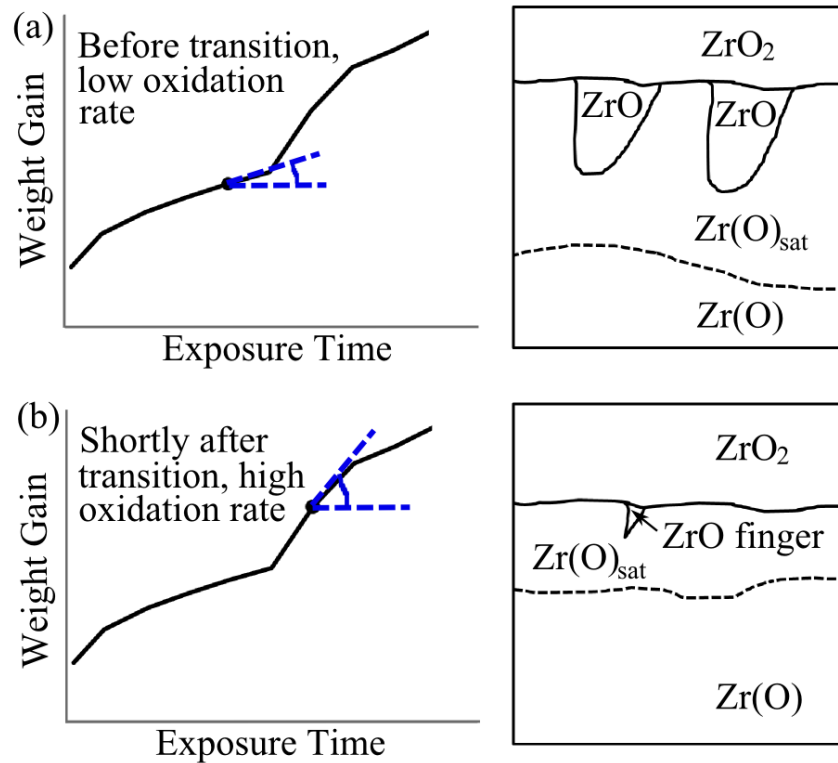 (a)
Before transition,
low oxidation
rate
Weight Gain
Exposure Time
ZrO₂
ZrO ZrO
Zr(O)sat
Zr(O)
(b)
Shortly after
transition, high
oxidation rate
Weight Gain
Exposure Time
ZrO₂
ZrO finger
Zr(O)sat
Zr(O)